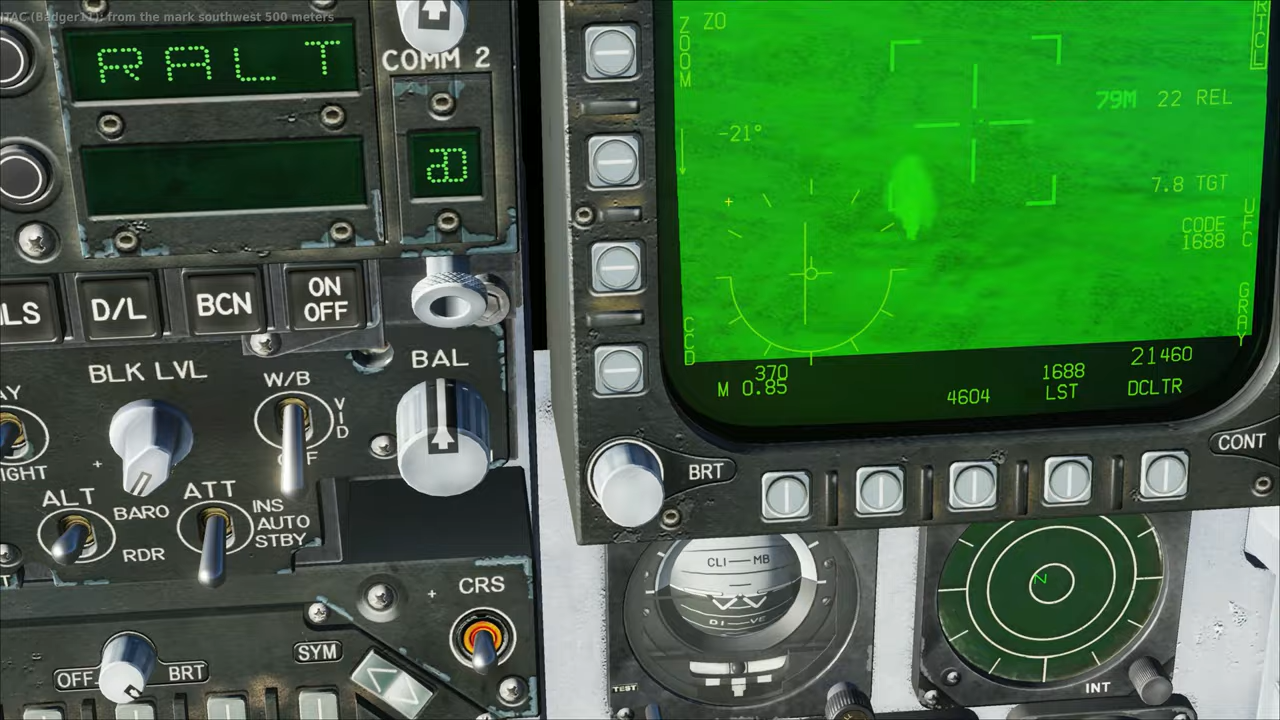 JTAC (Badger11): from the mark southwest 500 meters
RALT
COMM 2
ZOOM
Z0
RTCL
79M 22 REL
-21°
7.8 TGT
CODE
1688
UFC
GRAY
CCD
370
M 0.85
4604
1688
LST
21460
DCLTR
D/L
BCN
ON
OFF
BLK LVL
W/B
VID
BAL
ALT
BARO
RDR
ATT
INS
AUTO
STBY
BRT
CONT
CRS
SYM
OFF
BRT
CLI MB
DI VE
TEST
N
INT